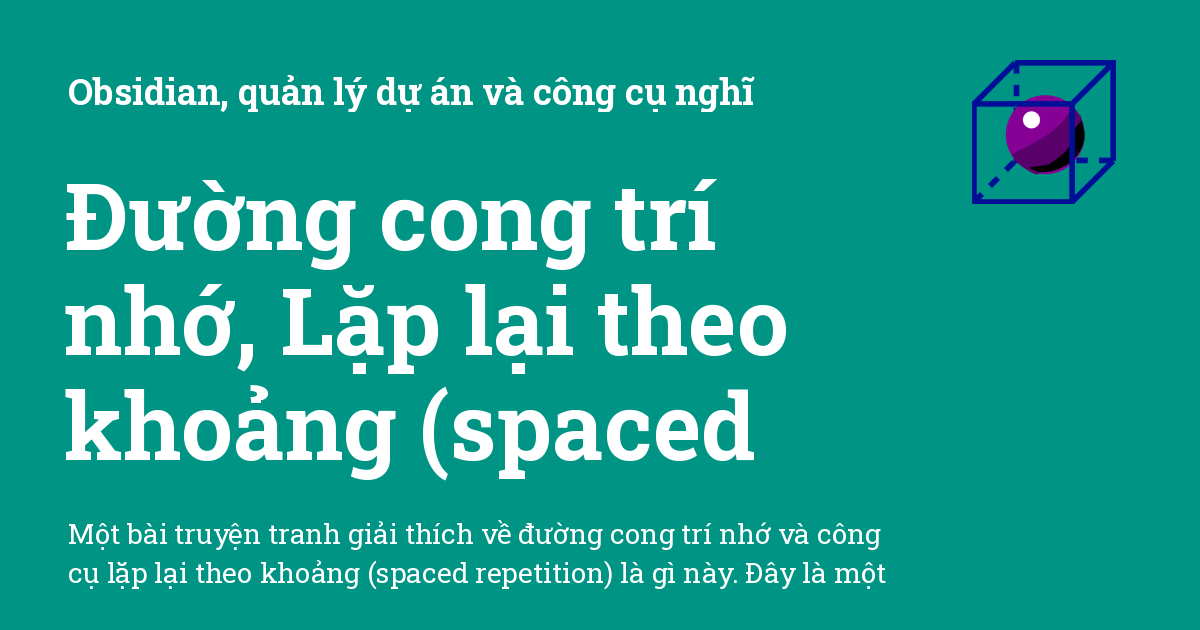 Obsidian, quản lý dự án và công cụ nghĩ
Đường cong trí
nhớ, Lặp lại theo
khoảng (spaced
Một bài truyện tranh giải thích về đường cong trí nhớ và công
cụ lặp lại theo khoảng (spaced repetition) là gì này. Đây là một